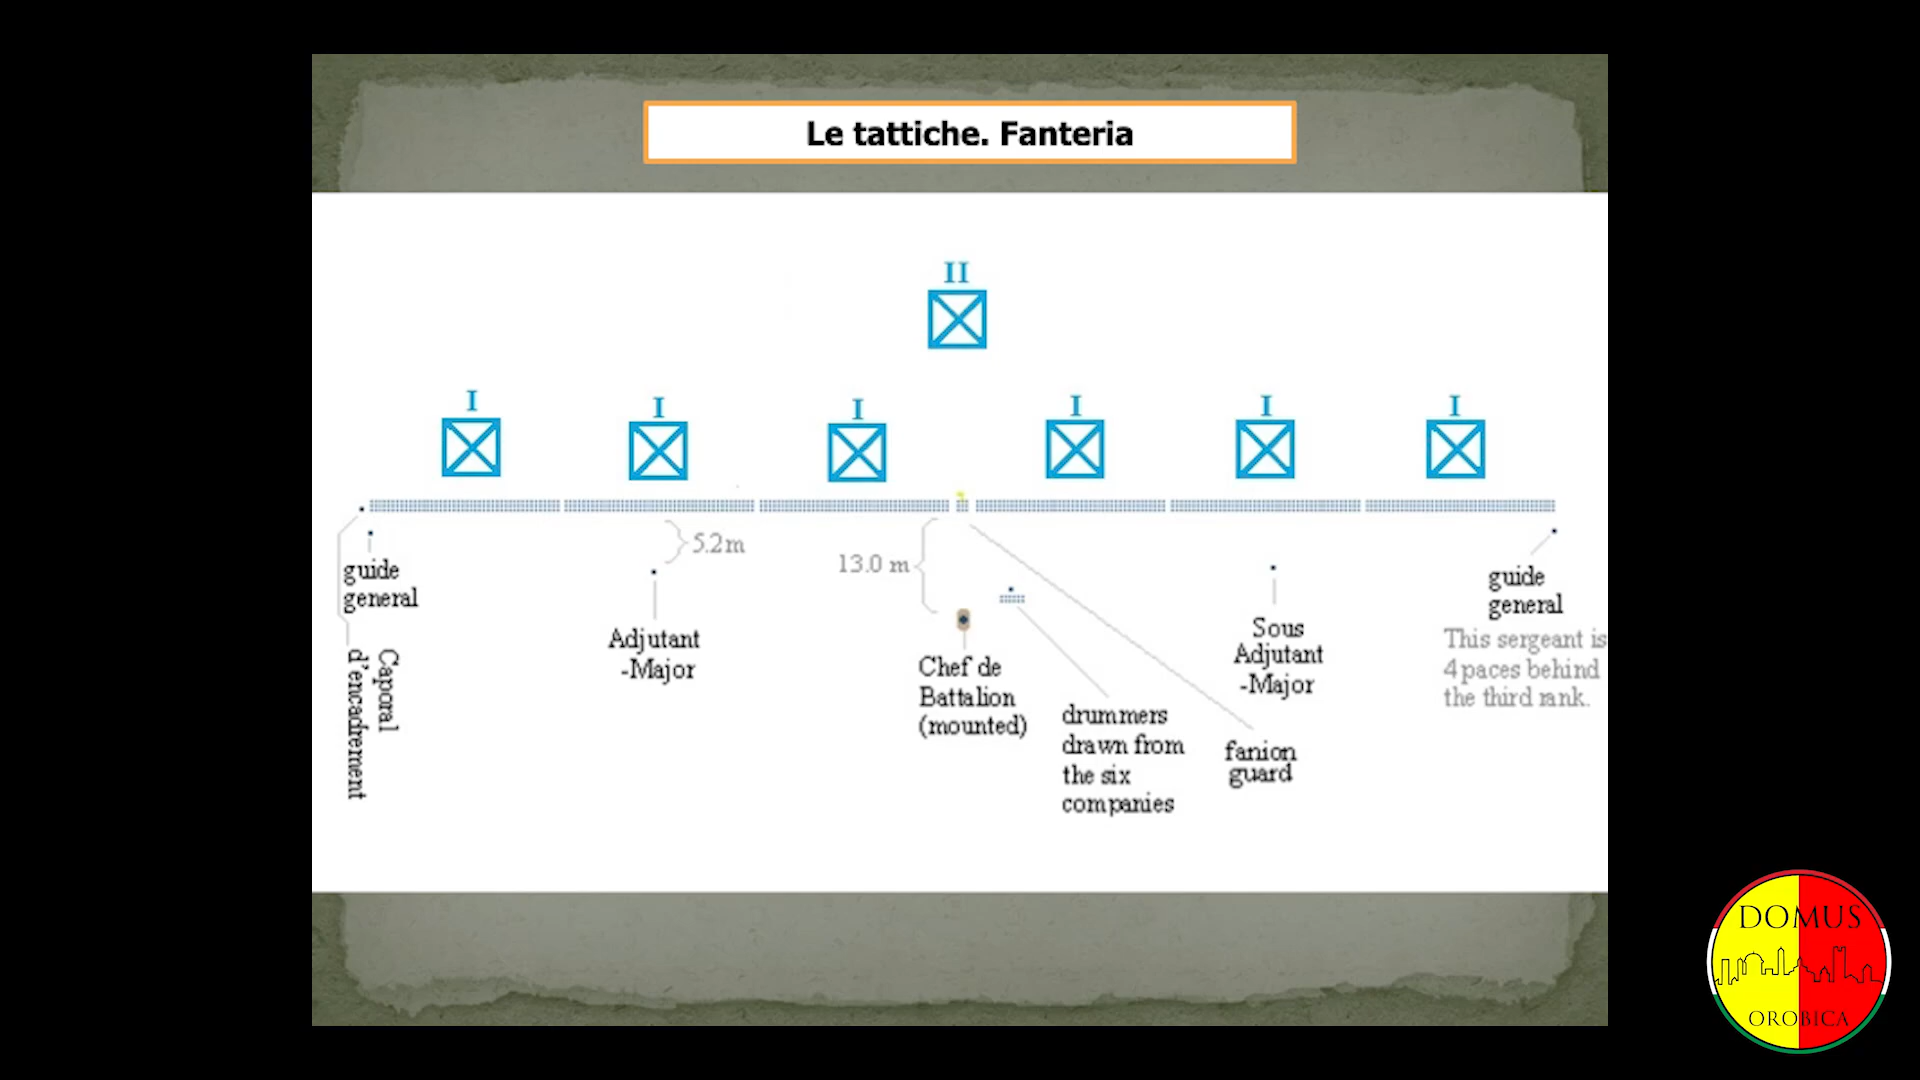 Le tattiche. Fanteria
II
I
I
I
I
I
I
5.2m
13.0 m
guide
general
Caporal
d'encadrement
Adjutant
-Major
Chef de
Battalion
(mounted)
drummers
drawn from
the six
companies
fanion
guard
Sous
Adjutant
-Major
guide
general
This sergeant is
4 paces behind
the third rank.
DOMUS
OROBICA